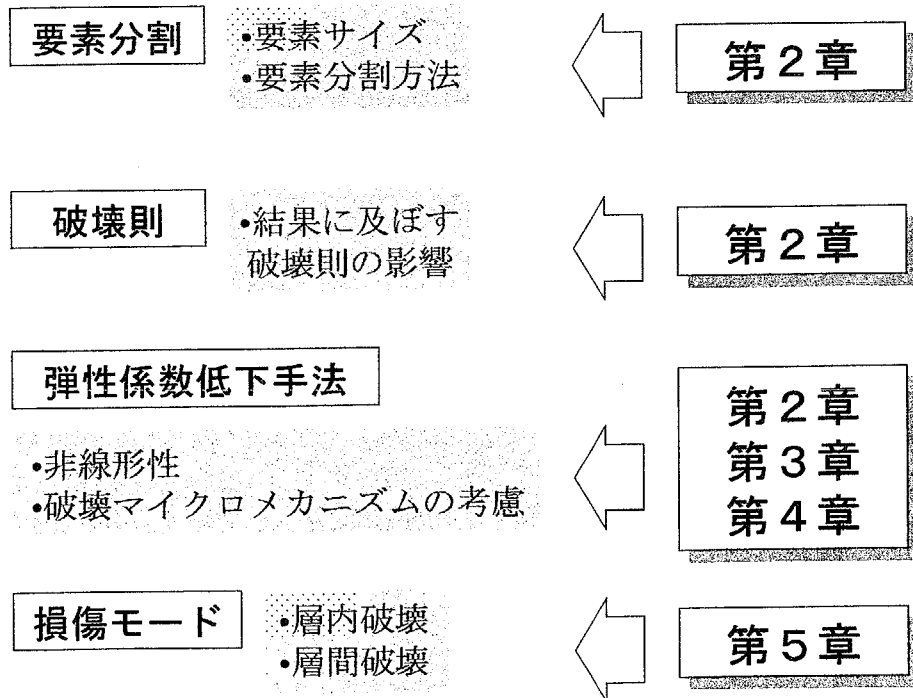 要素分割
•要素サイズ
•要素分割方法
第2章
破壊則
•結果に及ぼす
破壊則の影響
第2章
弾性係数低下手法
•非線形性
•破壊マイクロメカニズムの考慮
第2章
第3章
第4章
損傷モード
•層内破壊
•層間破壊
第5章